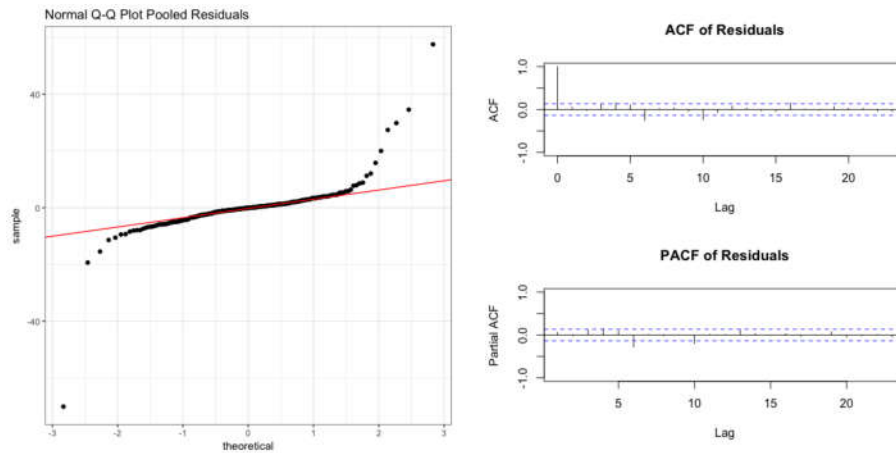 Normal Q-Q Plot Pooled Residuals
sample
40
0
-40
-3
-2
-1
0
1
2
3
theoretical
ACF of Residuals
ACF
1.0
0.0
-1.0
0
5
10
15
20
Lag
PACF of Residuals
Partial ACF
1.0
0.0
-1.0
5
10
15
20
Lag